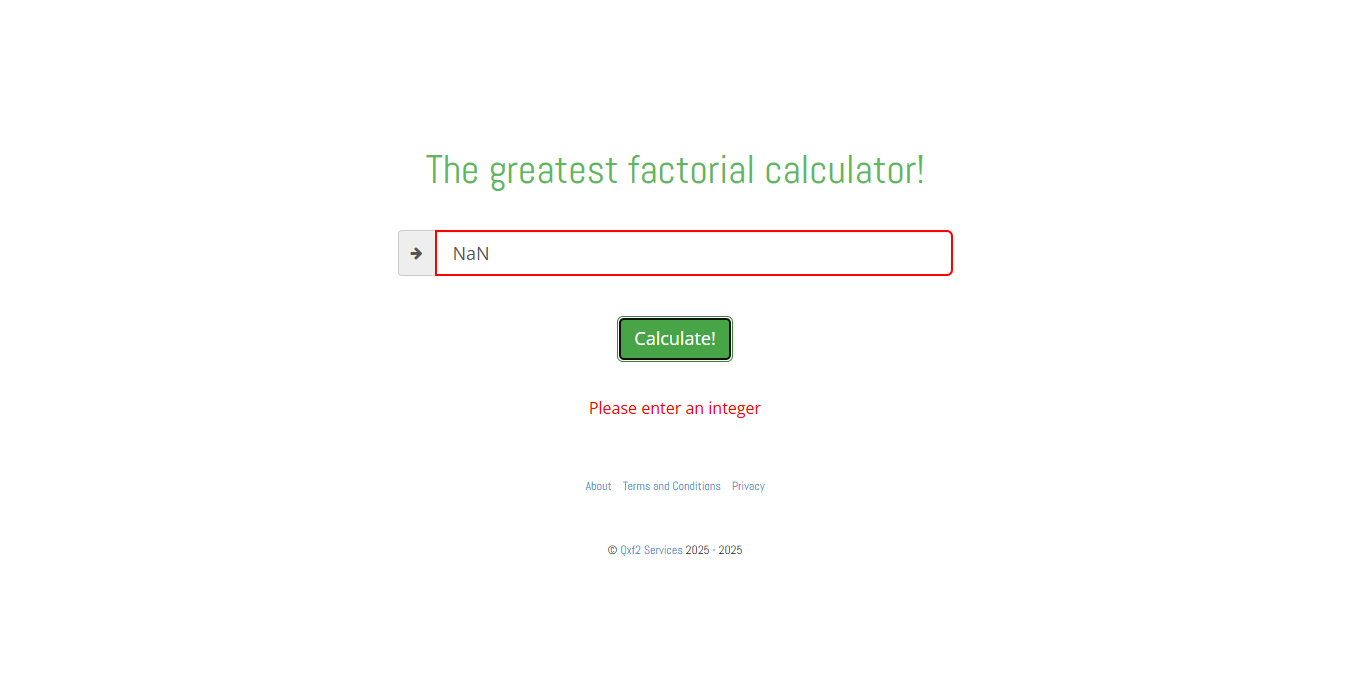 The greatest factorial calculator!
NaN
Calculate!
Please enter an integer
About Terms and Conditions Privacy
© Qxf2 Services 2025 - 2025